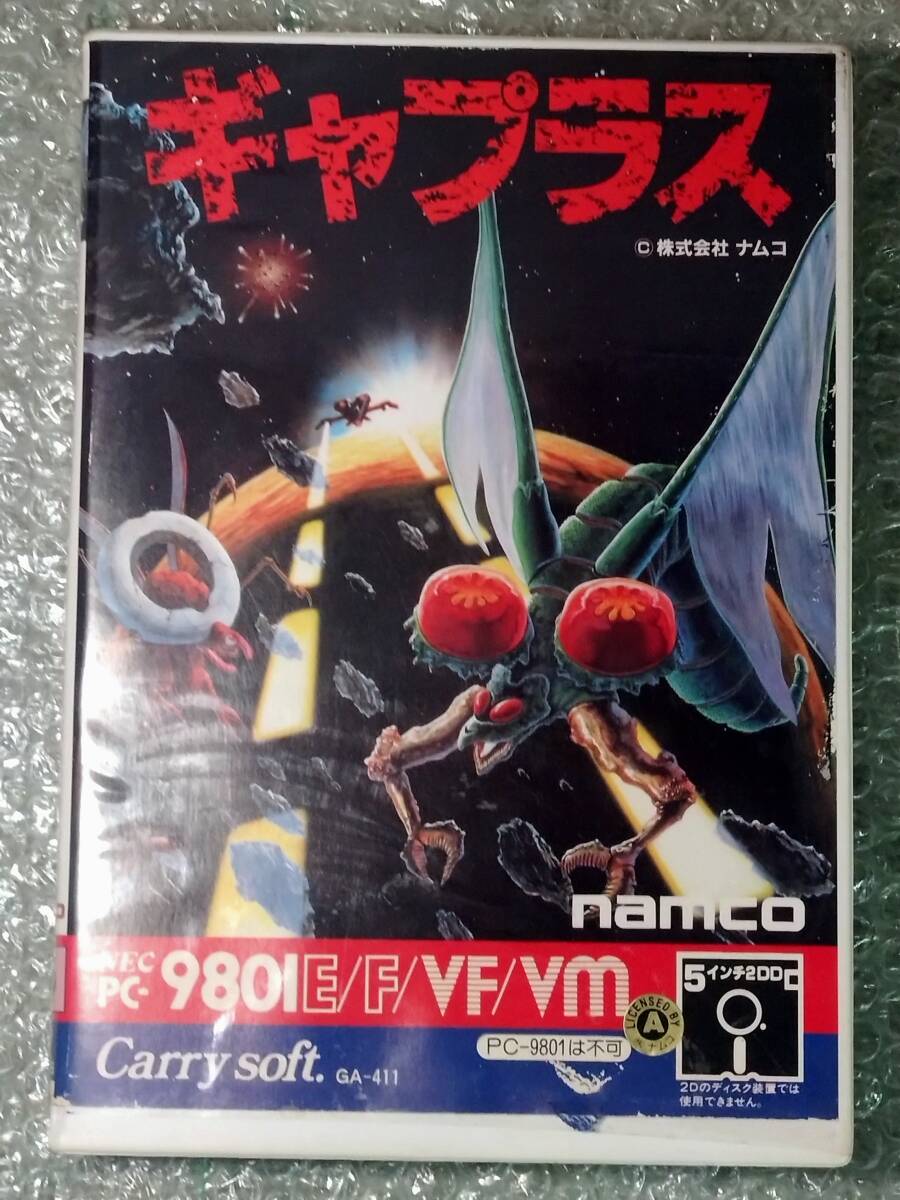 ギャプラス
©株式会社 ナムコ
namco
NEC
PC-9801E/F/VF/VM
5インチ2DD
LICENSED BY
A
ナムコ
PC-9801は不可
Carry soft. GA-411
2Dのディスク装置では
使用できません。